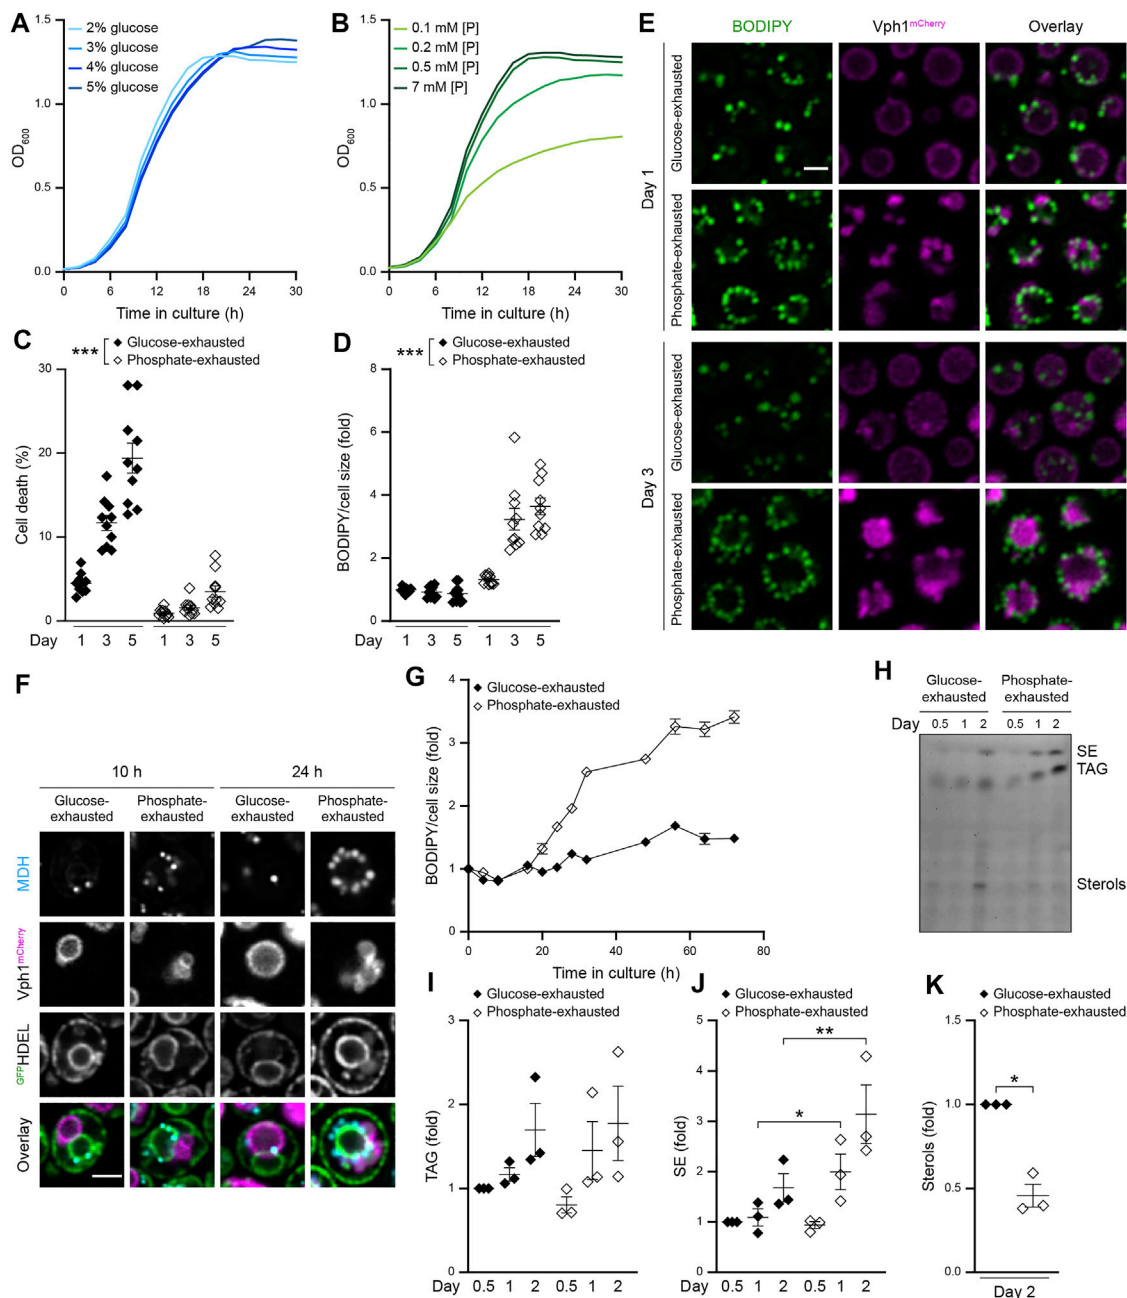 A
2% glucose
3% glucose
4% glucose
5% glucose
OD600
1.5
1.0
0.5
0.0
0 6 12 18 24 30
Time in culture (h)
B
0.1 mM [P]
0.2 mM [P]
0.5 mM [P]
7 mM [P]
OD600
1.5
1.0
0.5
0.0
0 6 12 18 24 30
Time in culture (h)
C
*** Glucose-exhausted
Phosphate-exhausted
Cell death (%)
30
20
10
0
Day 1 3 5 1 3 5
D
*** Glucose-exhausted
Phosphate-exhausted
BODIPY/cell size (fold)
8
6
4
2
0
Day 1 3 5 1 3 5
E
BODIPY Vph1mCherry Overlay
Day 1
Glucose-exhausted
Phosphate-exhausted
Day 3
Glucose-exhausted
Phosphate-exhausted
F
10 h 24 h
Glucose-exhausted Phosphate-exhausted Glucose-exhausted Phosphate-exhausted
MDH
Vph1mCherry
GFPHDEL
Overlay
G
Glucose-exhausted
Phosphate-exhausted
BODIPY/cell size (fold)
4
3
2
1
0
0 20 40 60 80
Time in culture (h)
H
Glucose-exhausted Phosphate-exhausted
Day 0.5 1 2 0.5 1 2
SE
TAG
Sterols
I
Glucose-exhausted
Phosphate-exhausted
TAG (fold)
3
2
1
0
Day 0.5 1 2 0.5 1 2
J
Glucose-exhausted
Phosphate-exhausted
SE (fold)
5
4
3
2
1
0
**
*
Day 0.5 1 2 0.5 1 2
K
Glucose-exhausted
Phosphate-exhausted
Sterols (fold)
1.5
1.0
0.5
0.0
*
Day 2